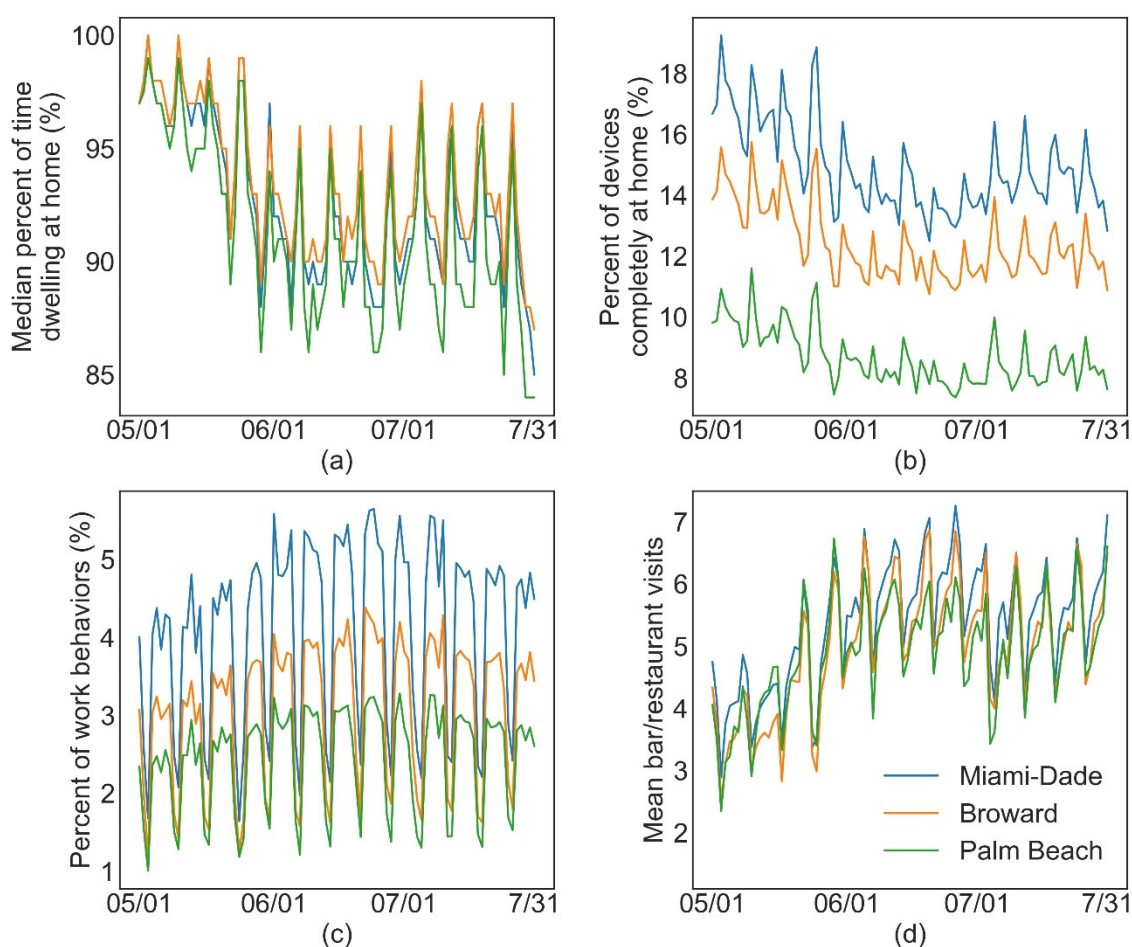 Median percent of time
dwelling at home (%)
100
95
90
85
05/01 06/01 07/01 7/31
(a)
Percent of devices
completely at home (%)
18
16
14
12
10
8
05/01 06/01 07/01 7/31
(b)
Percent of work behaviors (%)
5
4
3
2
1
05/01 06/01 07/01 7/31
(c)
Mean bar/restaurant visits
7
6
5
4
3
2
Miami-Dade
Broward
Palm Beach
05/01 06/01 07/01 7/31
(d)